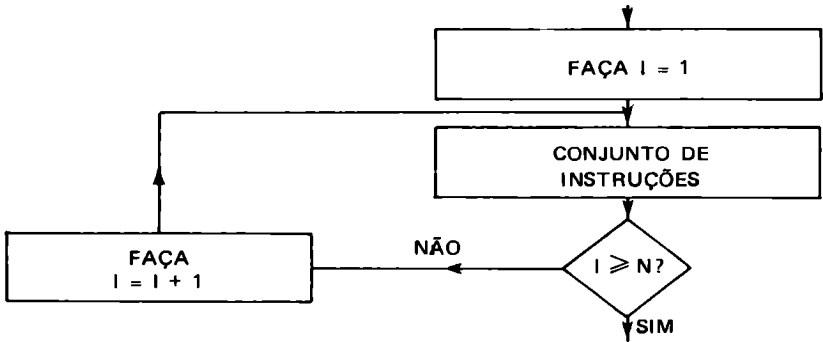 FAÇA I = 1
CONJUNTO DE
INSTRUÇÕES
I ⩾ N?
NÃO
FAÇA
I = I + 1
SIM